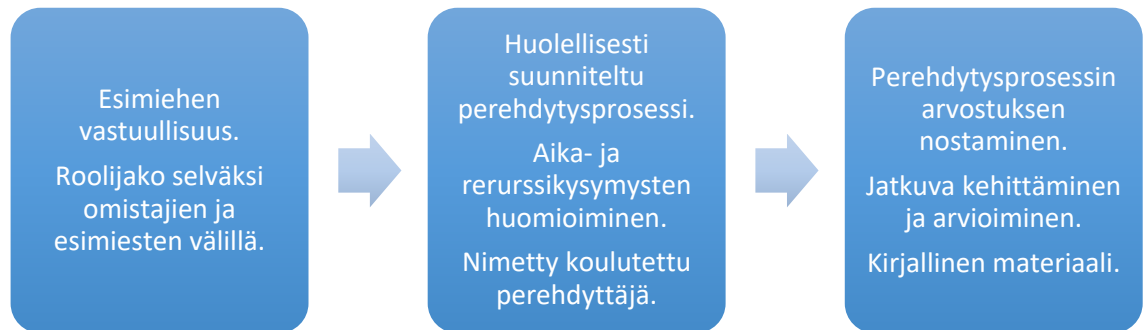 Esimiehen
vastuullisuus.
Roolijako selväksi
omistajien ja
esimiesten välillä.
Huolellisesti
suunniteltu
perehdytysprosessi.
Aika- ja
rerurssikysymysten
huomioiminen.
Nimetty koulutettu
perehdyttäjä.
Perehdytysprosessin
arvostuksen
nostaminen.
Jatkuva kehittäminen
ja arvioiminen.
Kirjallinen materiaali.